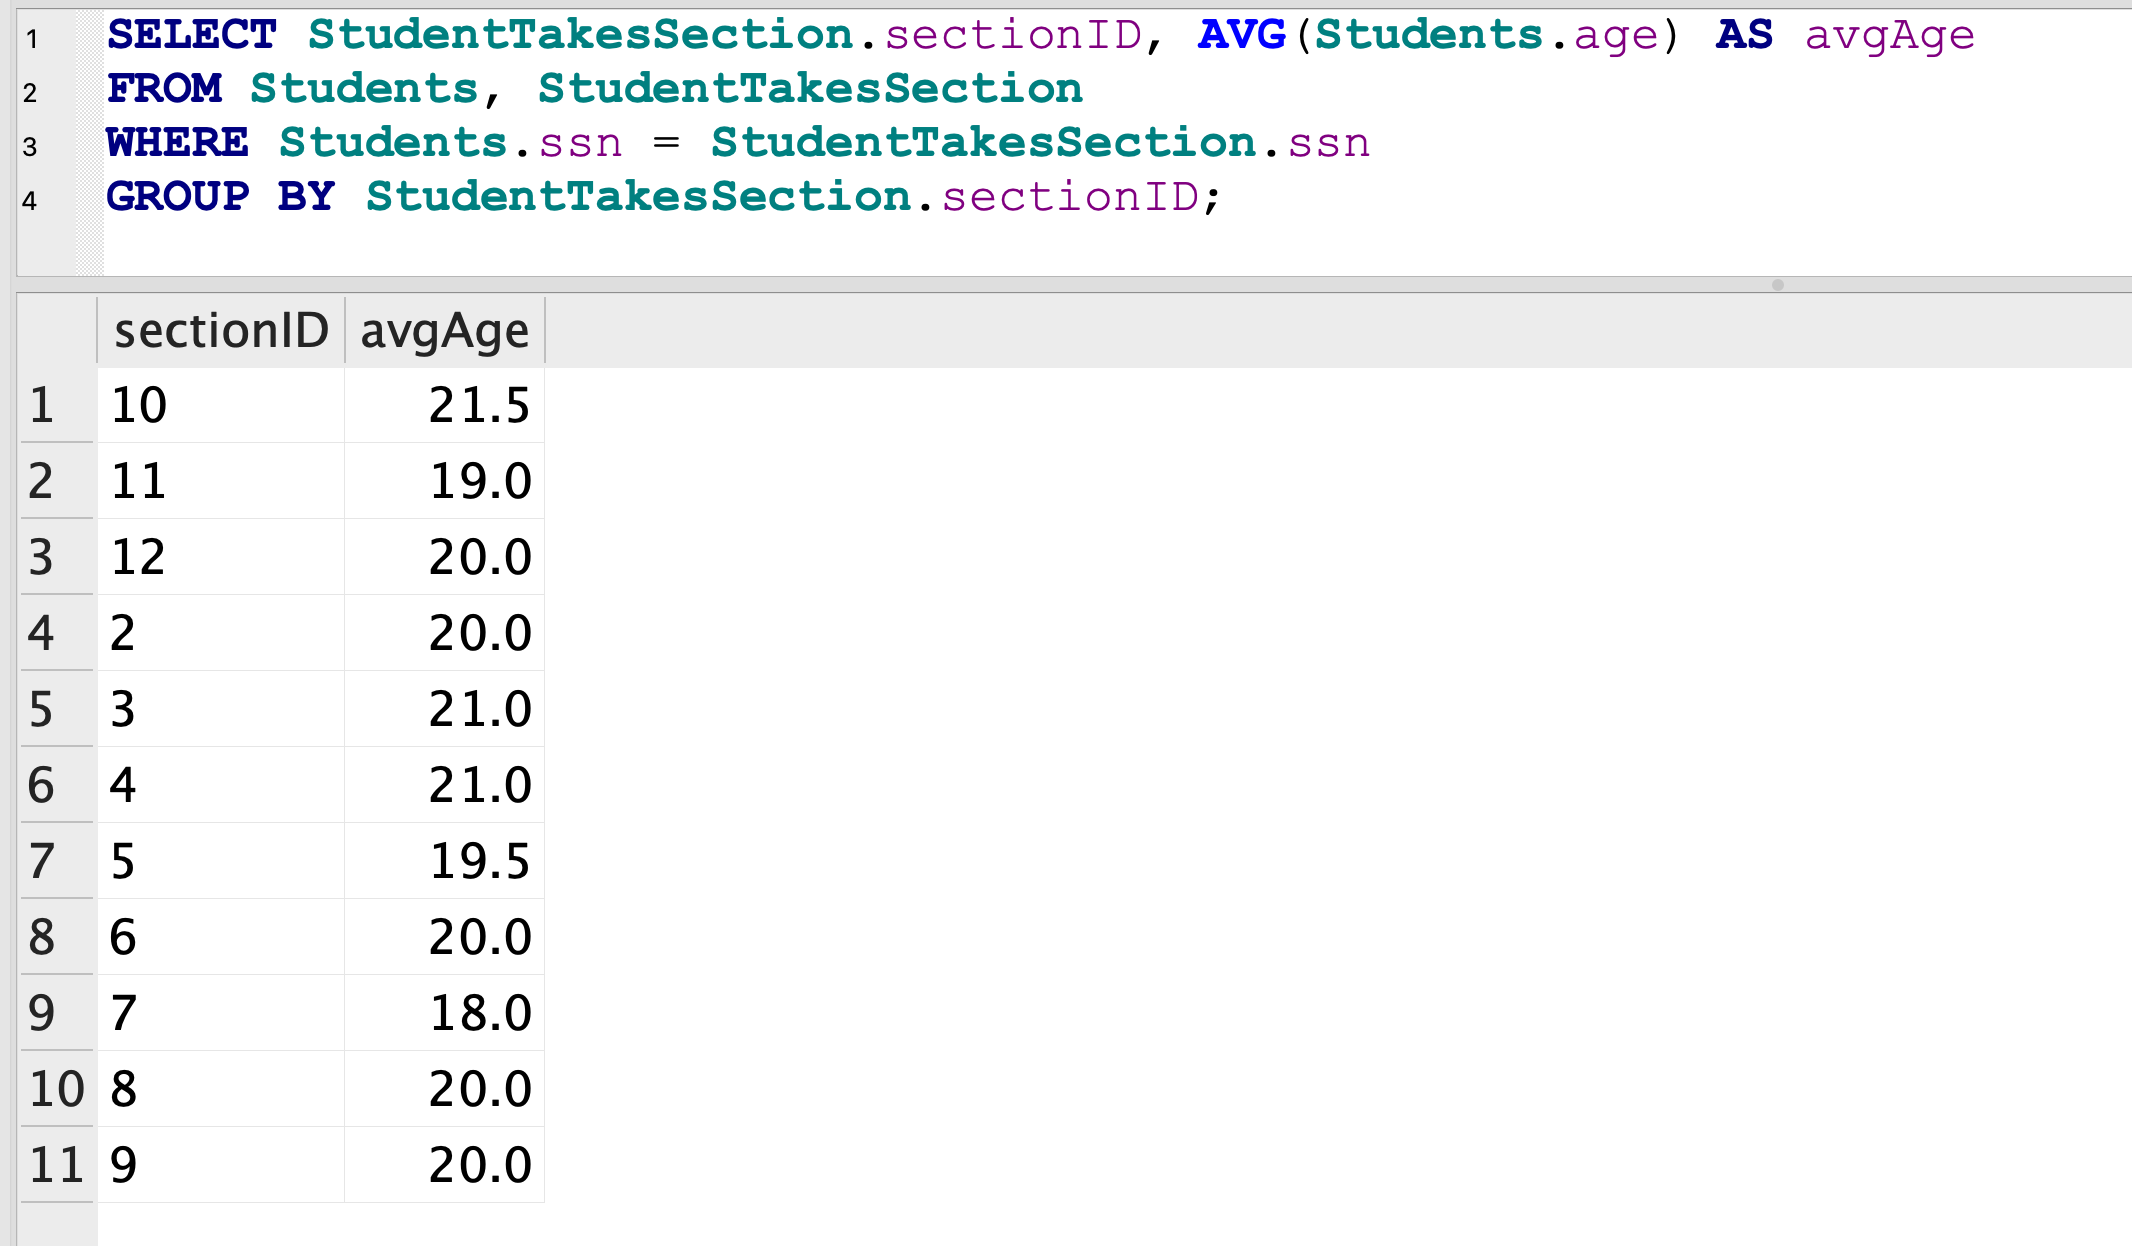 1 SELECT StudentTakesSection.sectionID, AVG(Students.age) AS avgAge
2 FROM Students, StudentTakesSection
3 WHERE Students.ssn = StudentTakesSection.ssn
4 GROUP BY StudentTakesSection.sectionID;
sectionID avgAge
1 10 21.5
2 11 19.0
3 12 20.0
4 2 20.0
5 3 21.0
6 4 21.0
7 5 19.5
8 6 20.0
9 7 18.0
10 8 20.0
11 9 20.0